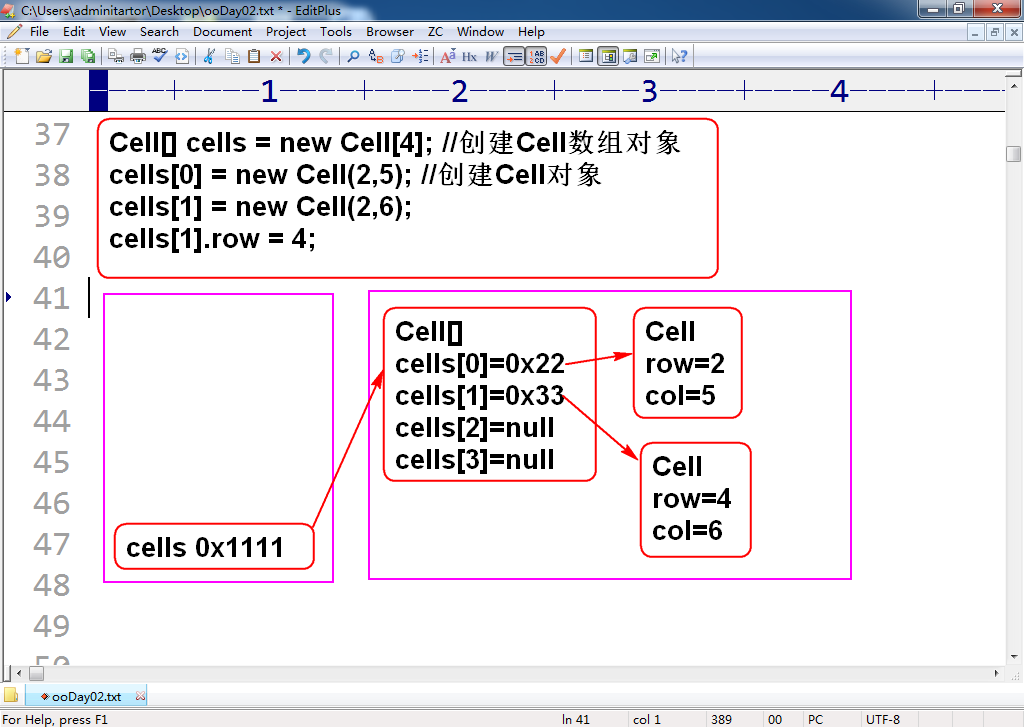 C:\Users\adminitartor\Desktop\ooDay02.txt * - EditPlus
File Edit View Search Document Project Tools Browser ZC Window Help
1 2 3 4
37
38
39
40
41
42
43
44
45
46
47
48
49
50
Cell[] cells = new Cell[4]; //创建Cell数组对象
cells[0] = new Cell(2,5); //创建Cell对象
cells[1] = new Cell(2,6);
cells[1].row = 4;
cells 0x1111
Cell[]
cells[0]=0x22
cells[1]=0x33
cells[2]=null
cells[3]=null
Cell
row=2
col=5
Cell
row=4
col=6
ooDay02.txt
For Help, press F1 ln 41 col 1 389 00 PC UTF-8